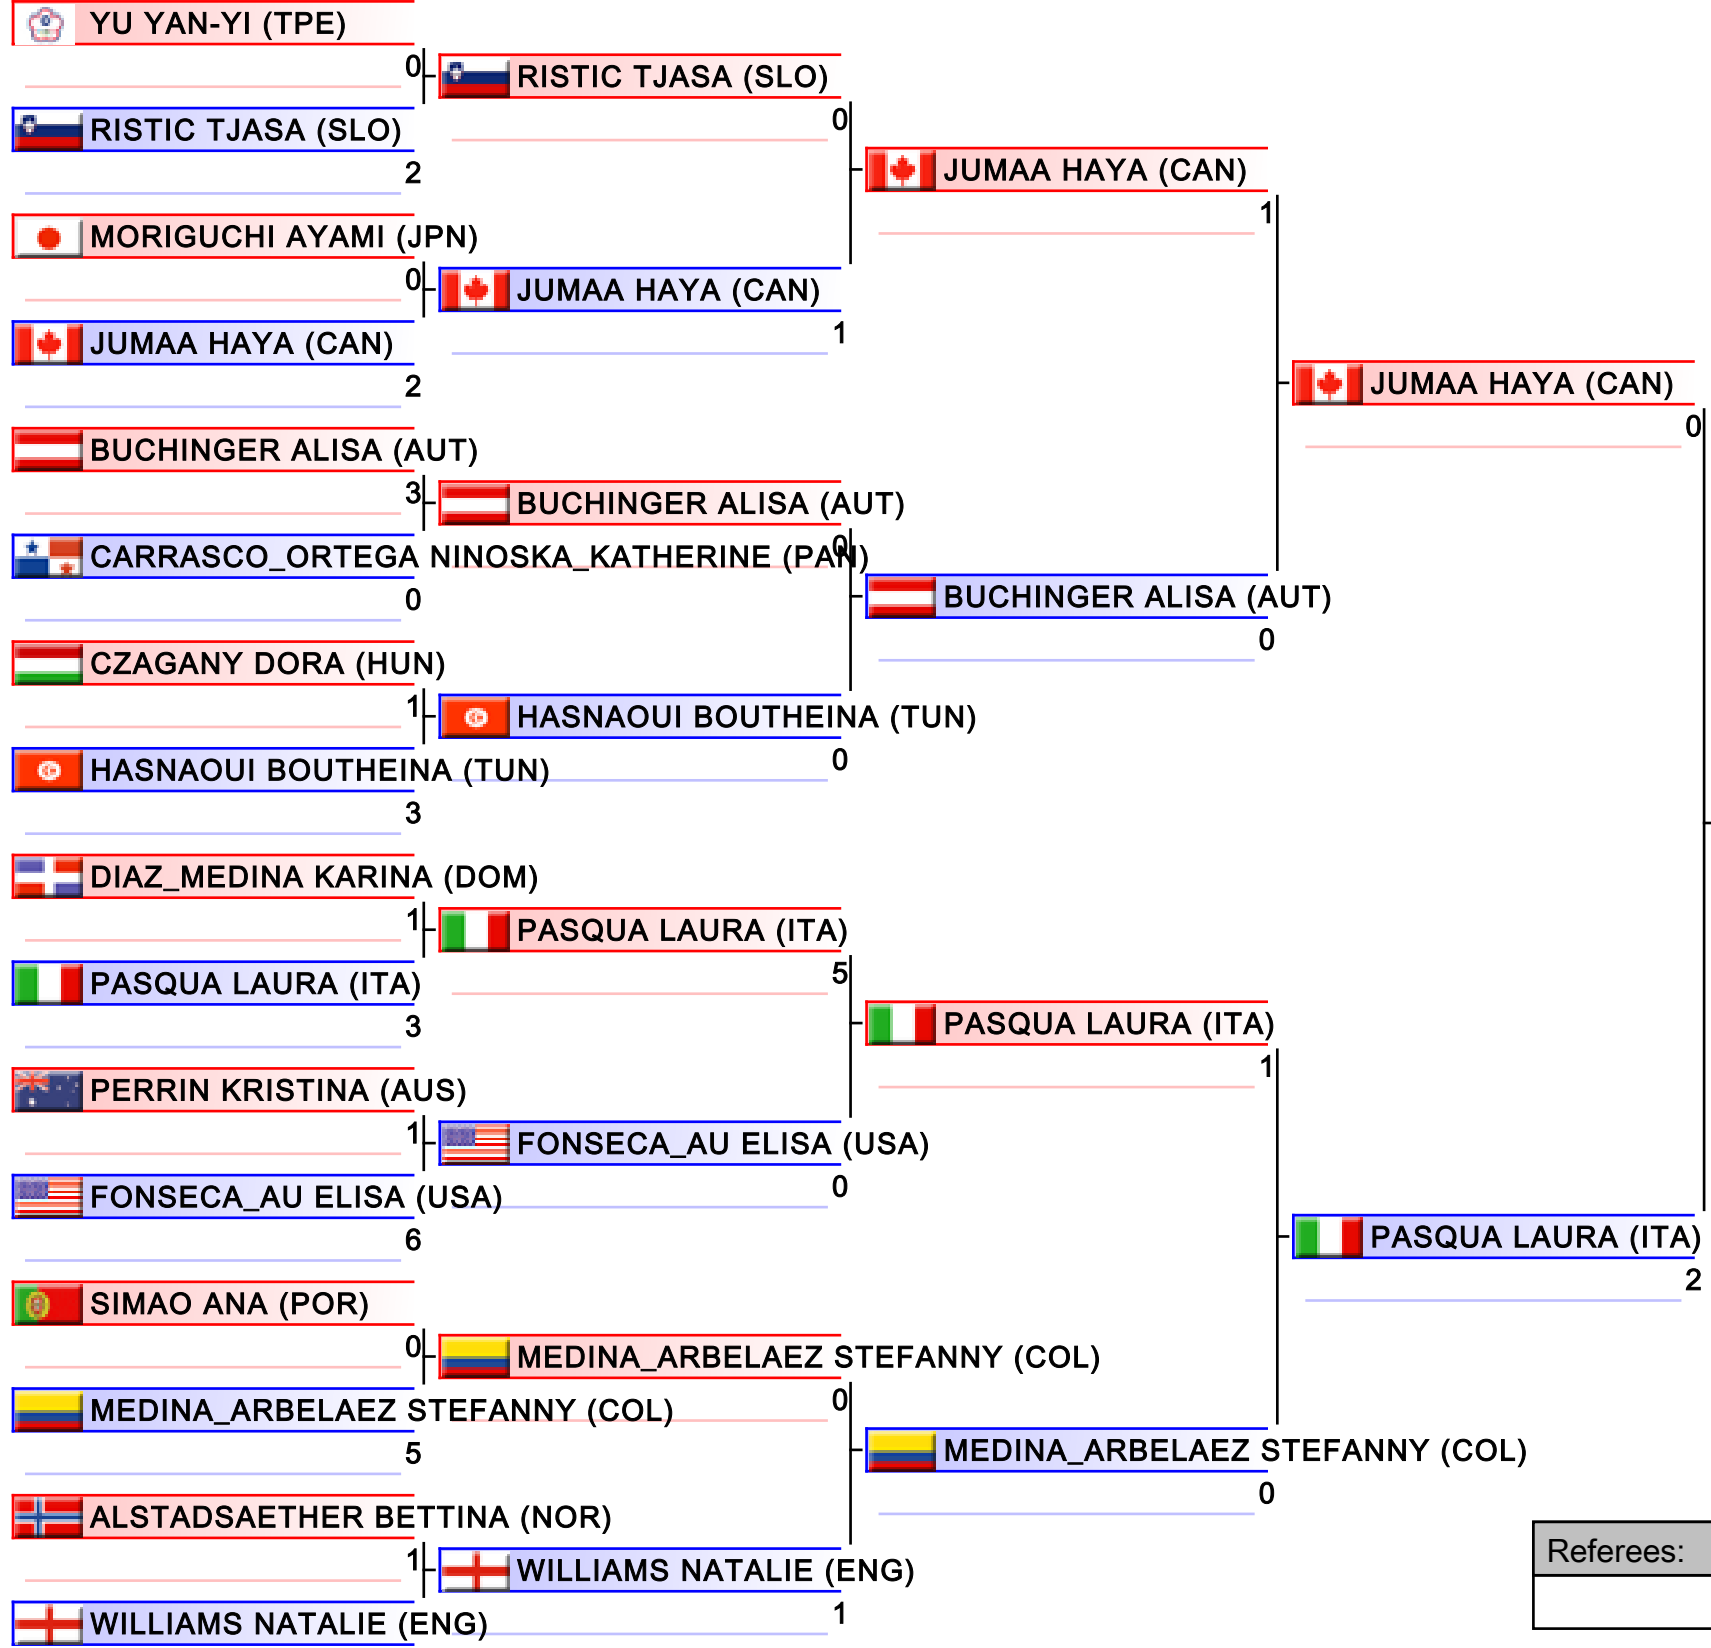 YU YAN-YI (TPE)
0
RISTIC TJASA (SLO)
2
MORIGUCHI AYAMI (JPN)
0
JUMAA HAYA (CAN)
2
BUCHINGER ALISA (AUT)
3
CARRASCO_ORTEGA NINOSKA_KATHERINE (PAN)
0
CZAGANY DORA (HUN)
1
HASNAOUI BOUTHEINA (TUN)
3
DIAZ_MEDINA KARINA (DOM)
1
PASQUA LAURA (ITA)
3
PERRIN KRISTINA (AUS)
1
FONSECA_AU ELISA (USA)
6
SIMAO ANA (POR)
0
MEDINA_ARBELAEZ STEFANNY (COL)
5
ALSTADSAETHER BETTINA (NOR)
1
WILLIAMS NATALIE (ENG)
RISTIC TJASA (SLO)
0
JUMAA HAYA (CAN)
1
BUCHINGER ALISA (AUT)
0
HASNAOUI BOUTHEINA (TUN)
0
PASQUA LAURA (ITA)
5
FONSECA_AU ELISA (USA)
0
MEDINA_ARBELAEZ STEFANNY (COL)
0
WILLIAMS NATALIE (ENG)
1
JUMAA HAYA (CAN)
1
BUCHINGER ALISA (AUT)
0
PASQUA LAURA (ITA)
1
MEDINA_ARBELAEZ STEFANNY (COL)
0
JUMAA HAYA (CAN)
0
PASQUA LAURA (ITA)
2
Referees: